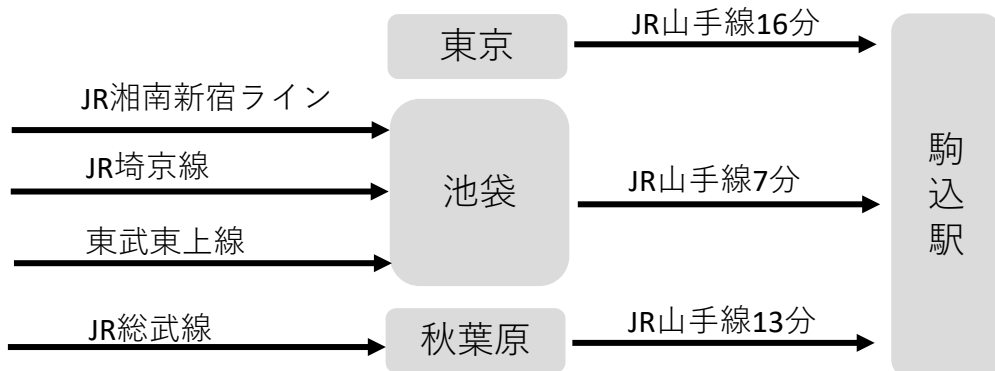 東京
JR山手線16分
JR湘南新宿ライン
JR埼京線
東武東上線
池袋
JR山手線7分
JR総武線
秋葉原
JR山手線13分
駒込駅